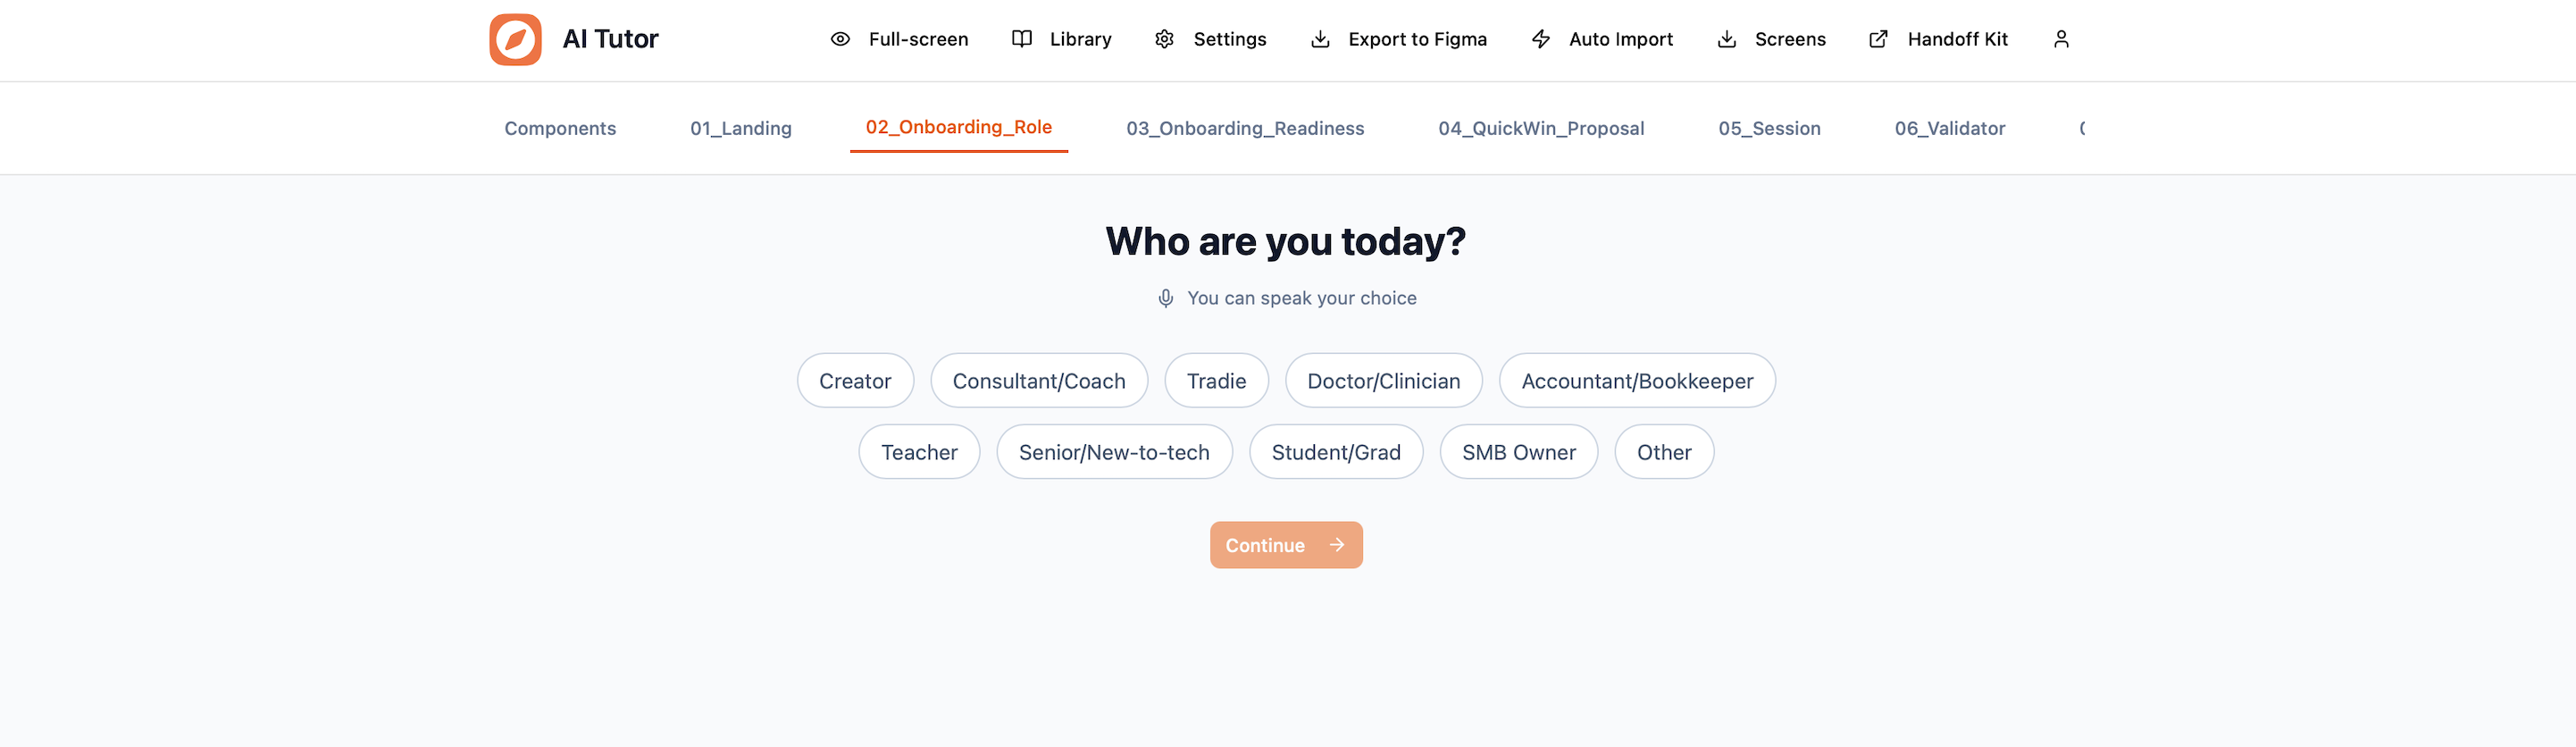 AI Tutor Full-screen Library Settings Export to Figma Auto Import Screens Handoff Kit
Components 01_Landing 02_Onboarding_Role 03_Onboarding_Readiness 04_QuickWin_Proposal 05_Session 06_Validator
Who are you today?
You can speak your choice
Creator Consultant/Coach Tradie Doctor/Clinician Accountant/Bookkeeper
Teacher Senior/New-to-tech Student/Grad SMB Owner Other
Continue